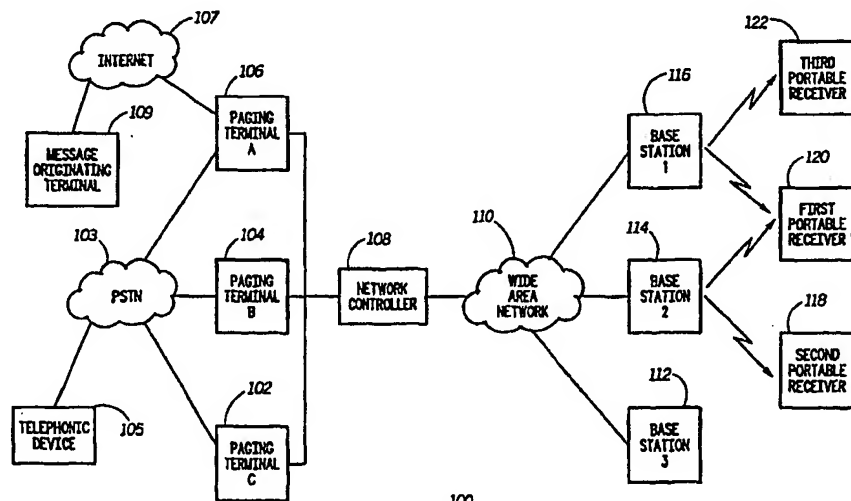 107
INTERNET
106
109
MESSAGE
ORIGINATING
TERMINAL
PAGING
TERMINAL
A
103
PSTN
104
PAGING
TERMINAL
B
108
NETWORK
CONTROLLER
TELEPHONIC
DEVICE
105
102
PAGING
TERMINAL
C
110
WIDE
AREA
NETWORK
116
BASE
STATION
1
114
BASE
STATION
2
112
BASE
STATION
3
122
THIRD
PORTABLE
RECEIVER
120
FIRST
PORTABLE
RECEIVER
118
SECOND
PORTABLE
RECEIVER
100